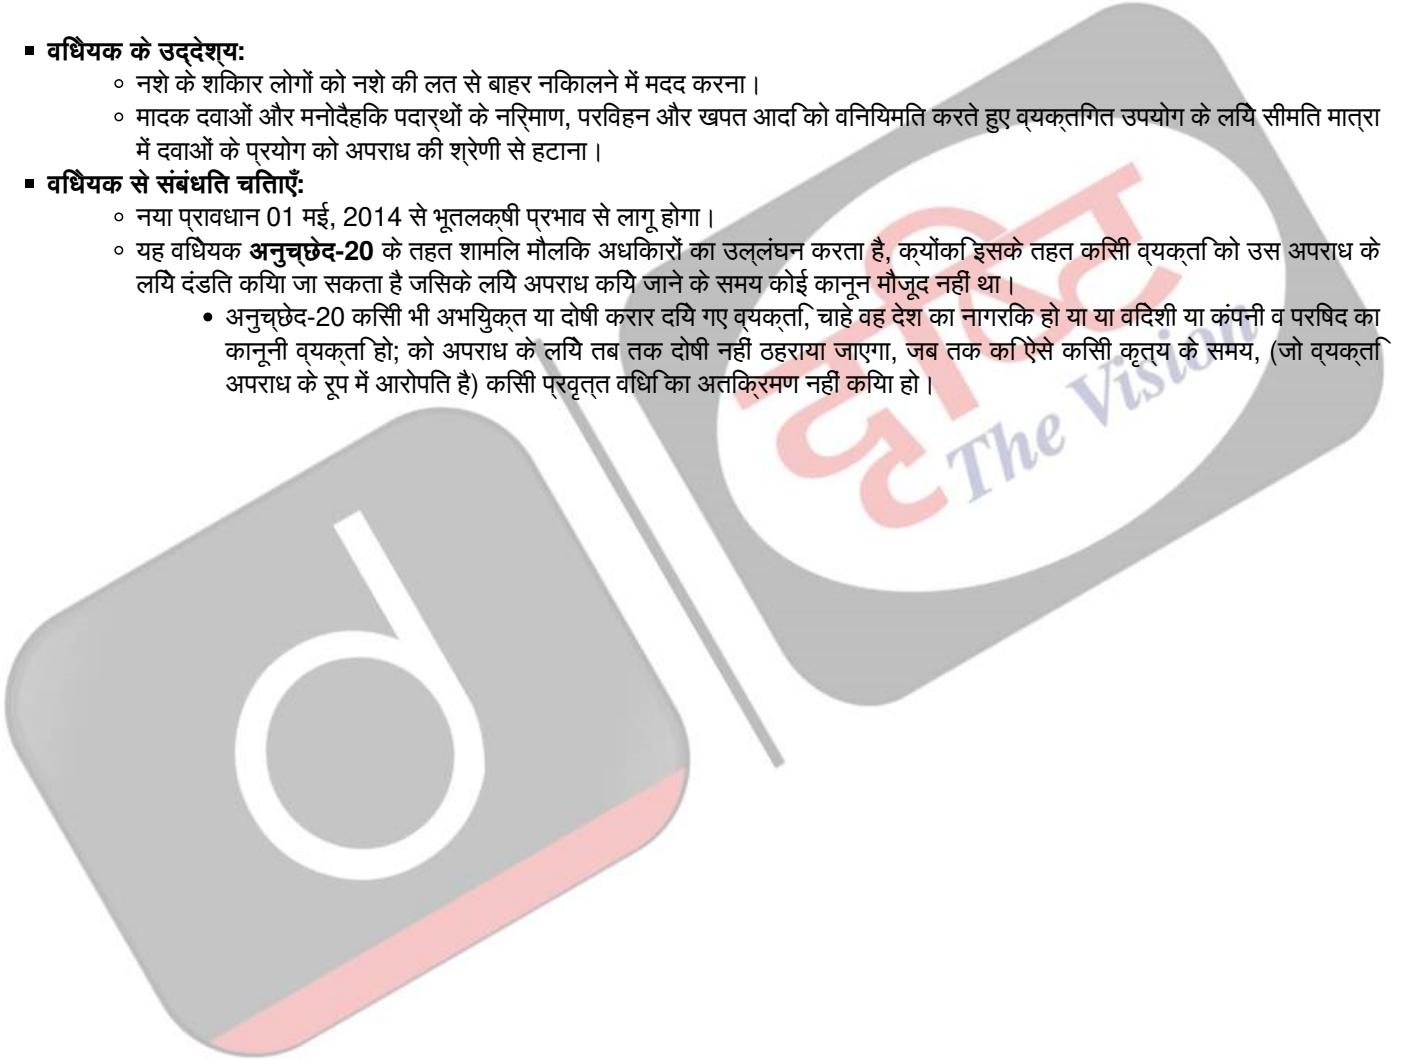 विधेयक के उद्देश्य:
नशे के शिकार लोगों को नशे की लत से बाहर निकालने में मदद करना।
मादक दवाओं और मनोदैहिक पदार्थों के निर्माण, परिवहन और खपत आदि को विनियमित करते हुए व्यक्तिगत उपयोग के लिये सीमित मात्रा
में दवाओं के प्रयोग को अपराध की श्रेणी से हटाना।
विधेयक से संबंधित चिंताएँ:
नया प्रावधान 01 मई, 2014 से भूतलक्षी प्रभाव से लागू होगा।
यह विधेयक अनुच्छेद-20 के तहत शामिल मौलिक अधिकारों का उल्लंघन करता है, क्योंकि इसके तहत किसी व्यक्ति को उस अपराध के
लिये दंडित किया जा सकता है जिसके लिये अपराध किये जाने के समय कोई कानून मौजूद नहीं था।
अनुच्छेद-20 किसी भी अभियुक्त या दोषी करार दिये गए व्यक्ति, चाहे वह देश का नागरिक हो या या विदेशी या कंपनी व परिषद का
कानूनी व्यक्ति हो; को अपराध के लिये तब तक दोषी नहीं ठहराया जाएगा, जब तक कि ऐसे किसी कृत्य के समय, (जो व्यक्ति
अपराध के रूप में आरोपित है) किसी प्रवृत्त विधि का अतिक्रमण नहीं किया हो।
दृष्टि
The Vision
d